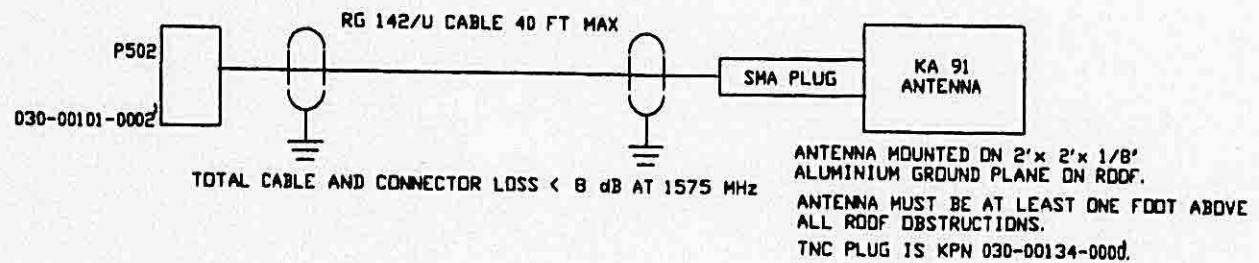 RG 142/U CABLE 40 FT MAX
P502
030-00101-0002
SMA PLUG
KA 91
ANTENNA
TOTAL CABLE AND CONNECTOR LOSS < 8 dB AT 1575 MHz
ANTENNA MOUNTED ON 2'x 2'x 1/8'
ALUMINIUM GROUND PLANE ON ROOF.
ANTENNA MUST BE AT LEAST ONE FOOT ABOVE
ALL ROOF OBSTRUCTIONS.
TNC PLUG IS KPN 030-00134-0000.